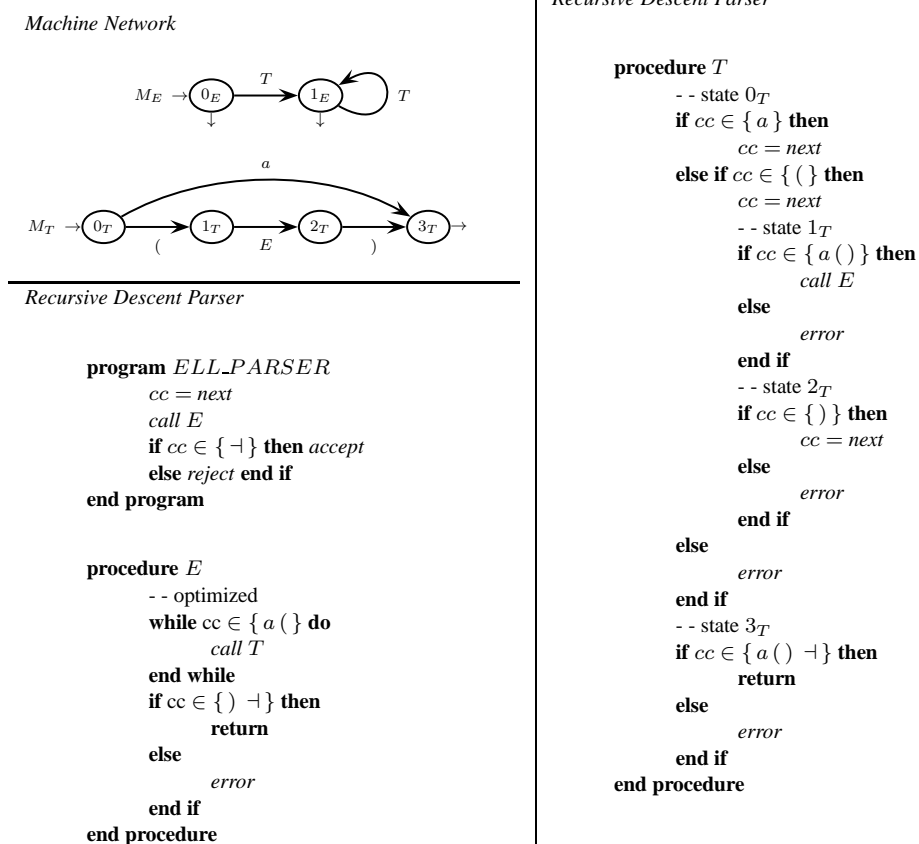 Machine Network
M_E → 0_E T 1_E T
↓ ↓
a
M_T → 0_T 1_T 2_T 3_T →
( E )
Recursive Descent Parser
program ELL_PARSER
cc = next
call E
if cc ∈ { ⊣ } then accept
else reject end if
end program
procedure E
- - optimized
while cc ∈ { a ( } do
call T
end while
if cc ∈ { ) ⊣ } then
return
else
error
end if
end procedure
Recursive Descent Parser
procedure T
- - state 0_T
if cc ∈ { a } then
cc = next
else if cc ∈ { ( } then
cc = next
- - state 1_T
if cc ∈ { a ( ) } then
call E
else
error
end if
- - state 2_T
if cc ∈ { ) } then
cc = next
else
error
end if
else
error
end if
- - state 3_T
if cc ∈ { a ( ) ⊣ } then
return
else
error
end if
end procedure